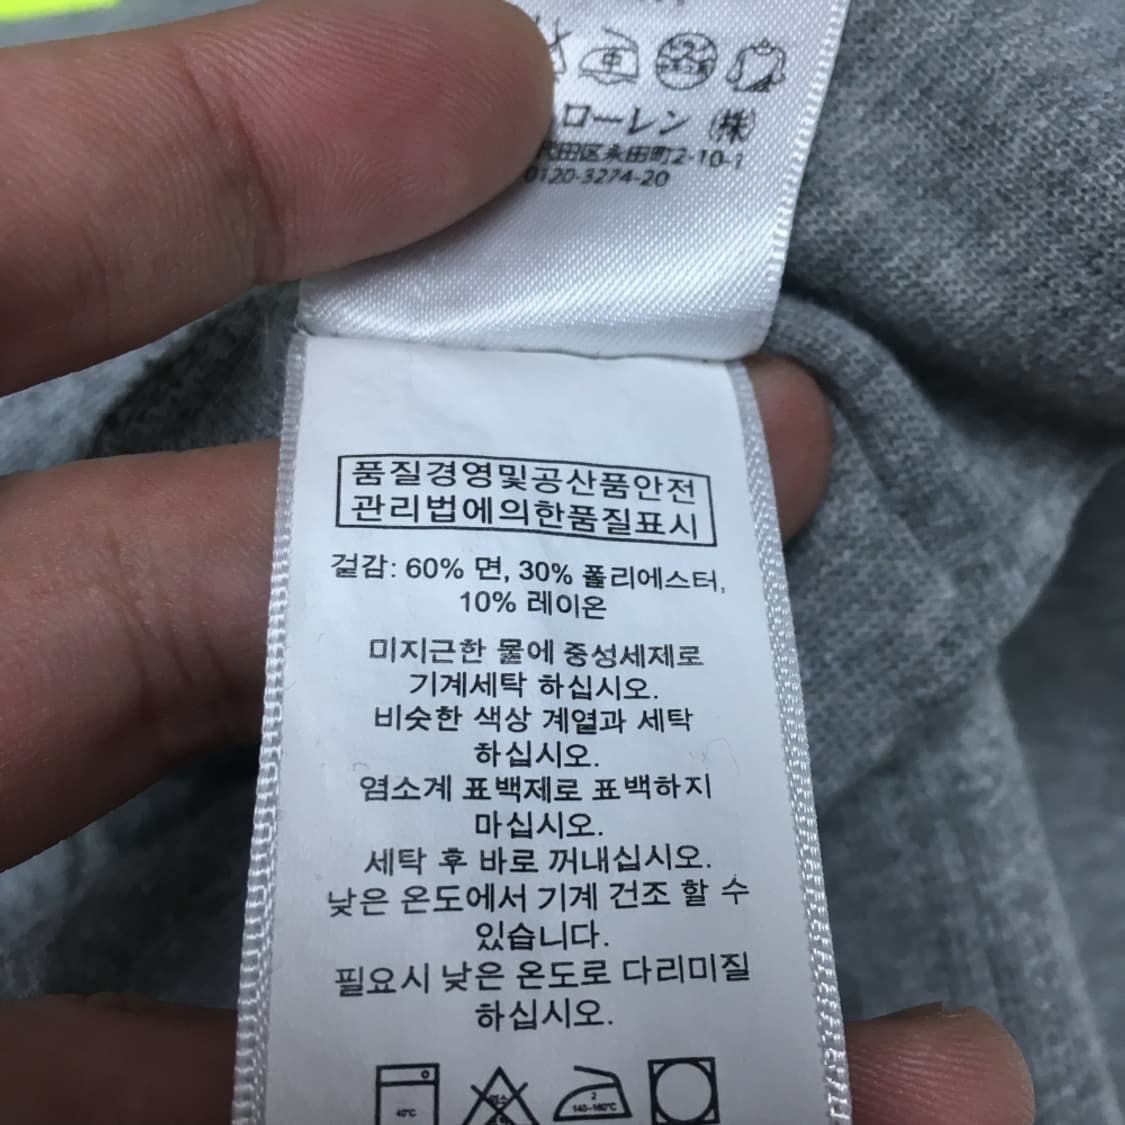 中
ローレン (株)
田区永田町2-10-1
0120-3274-20
품질경영및공산품안전
관리법에의한품질표시
겉감: 60% 면, 30% 폴리에스터,
10% 레이온
미지근한 물에 중성세제로
기계세탁 하십시오.
비슷한 색상 계열과 세탁
하십시오.
염소계 표백제로 표백하지
마십시오.
세탁 후 바로 꺼내십시오.
낮은 온도에서 기계 건조 할 수
있습니다.
필요시 낮은 온도로 다리미질
하십시오.
40°C
염소
2
140~160°C